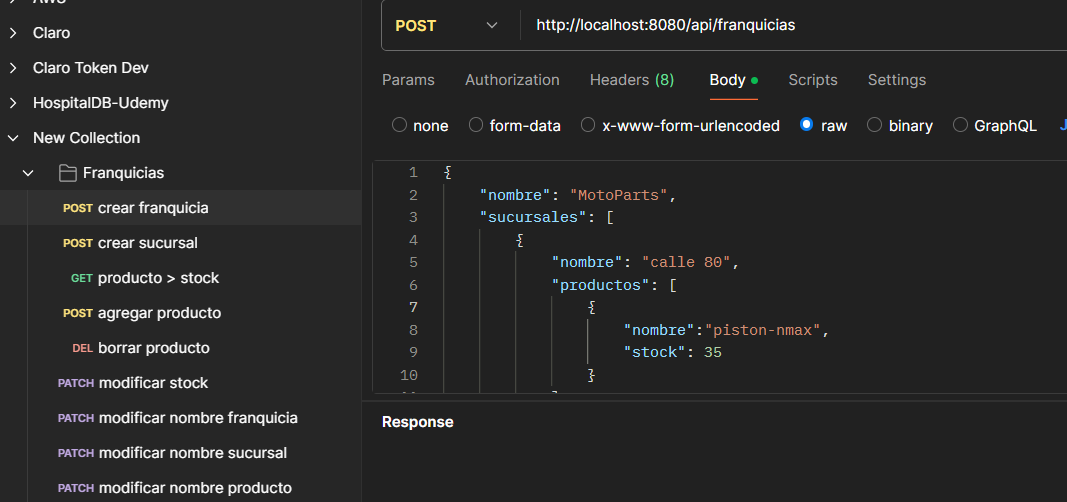 AWS
Claro
Claro Token Dev
HospitalDB-Udemy
New Collection
Franquicias
POST crear franquicia
POST crear sucursal
GET producto > stock
POST agregar producto
DEL borrar producto
PATCH modificar stock
PATCH modificar nombre franquicia
PATCH modificar nombre sucursal
PATCH modificar nombre producto
POST http://localhost:8080/api/franquicias
Params Authorization Headers (8) Body Scripts Settings
none form-data x-www-form-urlencoded raw binary GraphQL J
1 {
2 "nombre": "MotoParts",
3 "sucursales": [
4 {
5 "nombre": "calle 80",
6 "productos": [
7 {
8 "nombre":"piston-nmax",
9 "stock": 35
10 }
Response